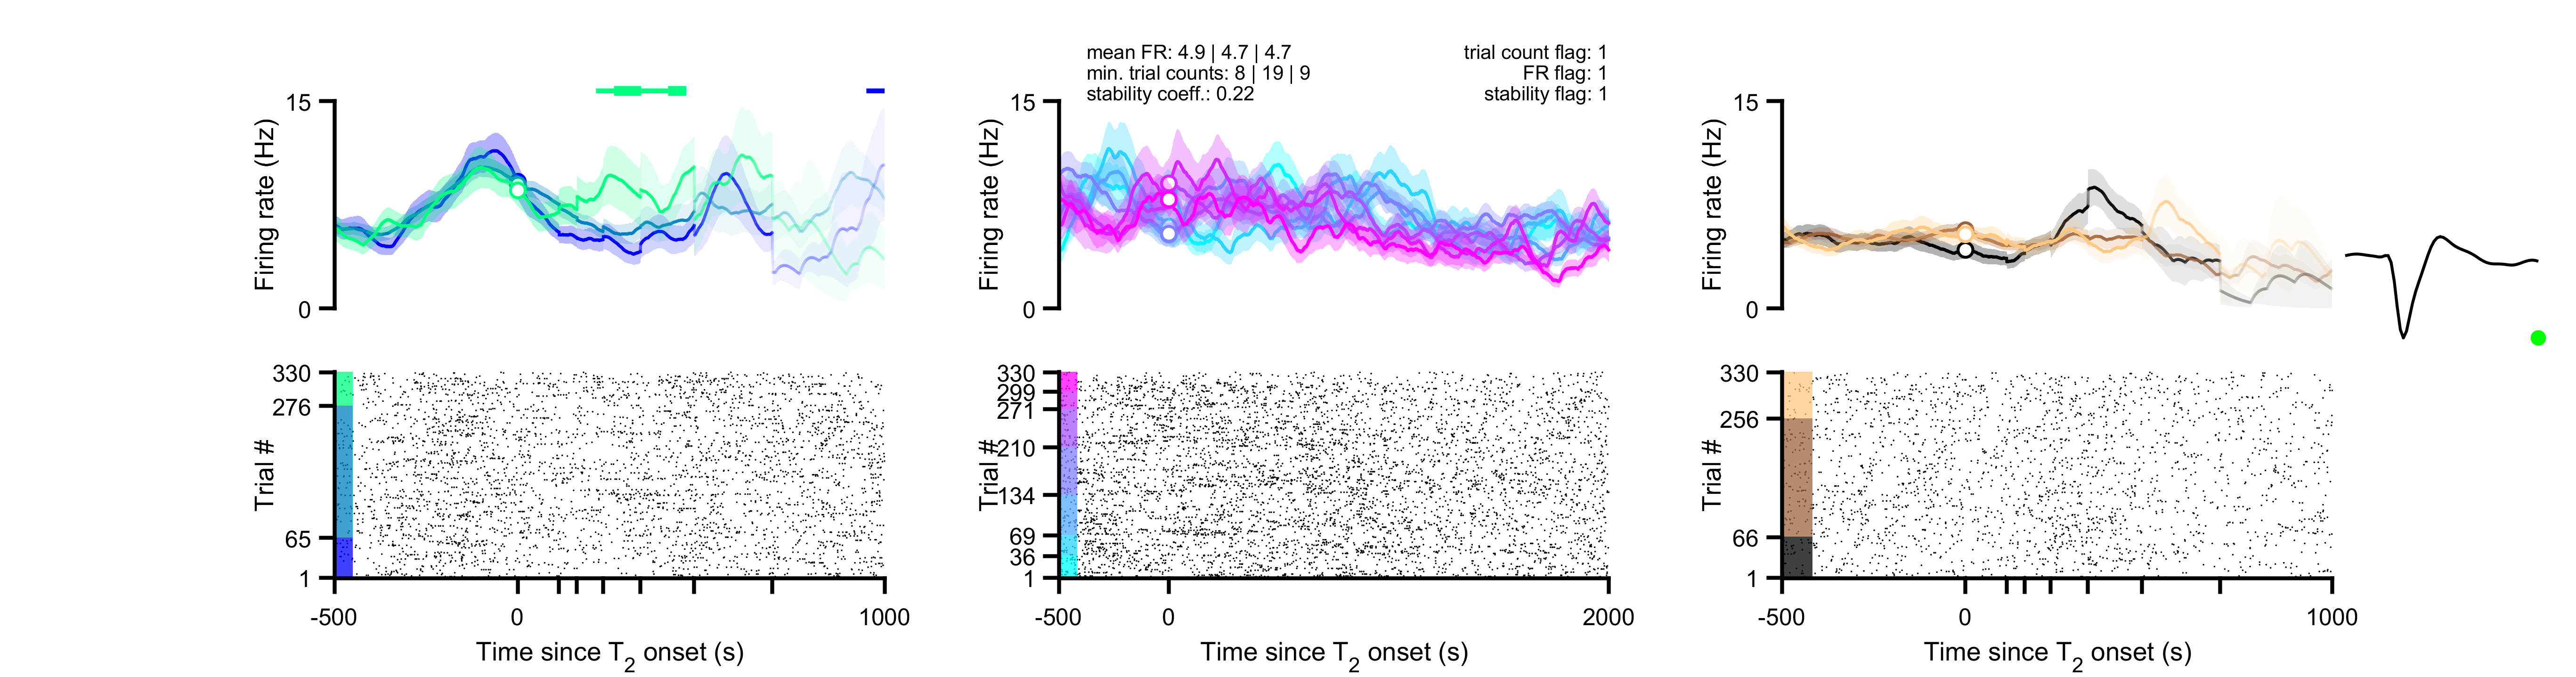 mean FR: 4.9 | 4.7 | 4.7
min. trial counts: 8 | 19 | 9
stability coeff.: 0.22
trial count flag: 1
FR flag: 1
stability flag: 1
15
0
Firing rate (Hz)
15
0
Firing rate (Hz)
15
0
Firing rate (Hz)
330
276
65
1
Trial #
-500
0
1000
Time since T2 onset (s)
330
299
271
210
134
69
36
1
Trial #
-500
0
2000
Time since T2 onset (s)
330
256
66
1
Trial #
-500
0
1000
Time since T2 onset (s)